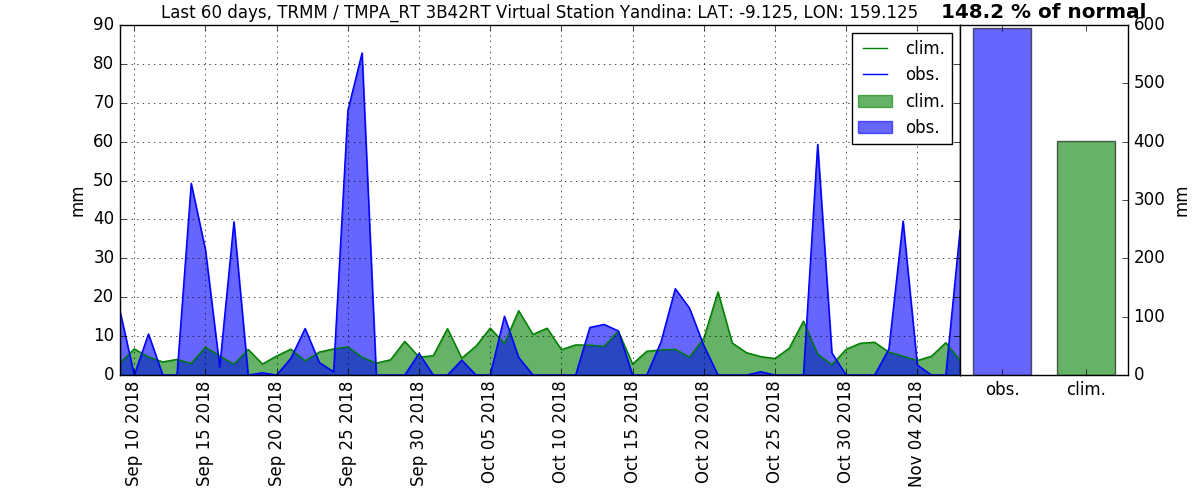 Last 60 days, TRMM / TMPA_RT 3B42RT Virtual Station Yandina: LAT: -9.125, LON: 159.125
148.2 % of normal
90
80
70
60
50
40
30
20
10
0
mm
clim.
obs.
clim.
obs.
600
500
400
300
200
100
0
mm
Sep 10 2018
Sep 15 2018
Sep 20 2018
Sep 25 2018
Sep 30 2018
Oct 05 2018
Oct 10 2018
Oct 15 2018
Oct 20 2018
Oct 25 2018
Oct 30 2018
Nov 04 2018
obs.
clim.